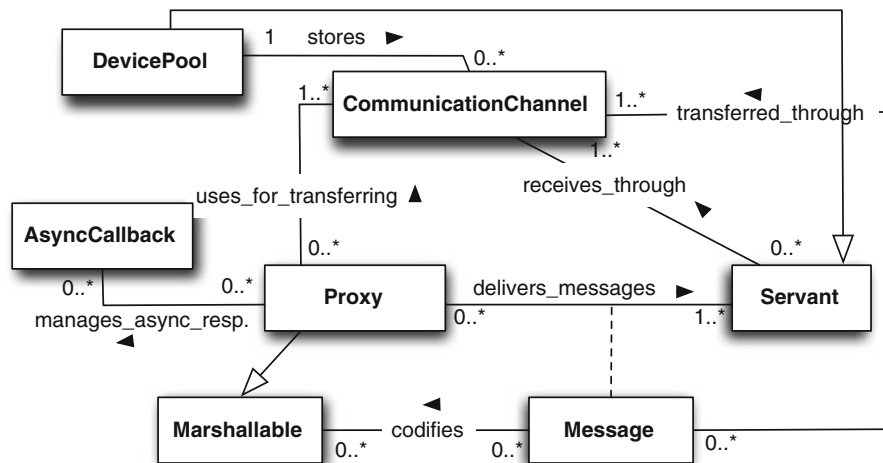 1 stores
0..*
DevicePool
CommunicationChannel
1..*
1..*
transferred_through
1..*
receives_through
uses_for_transferring
AsyncCallback
0..*
0..*
0..*
0..*
Proxy
delivers_messages
Servant
manages_async_resp.
0..*
1..*
Marshallable
codifies
Message
0..*
0..*
0..*